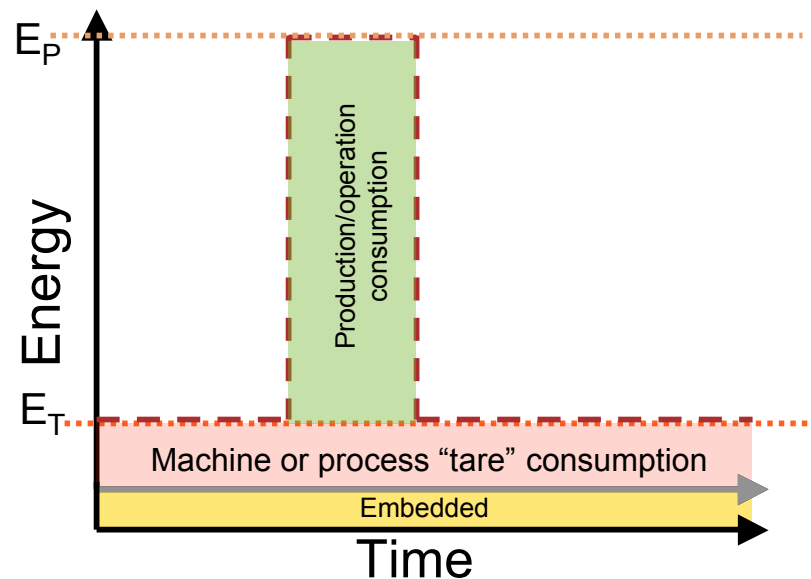 E_P
Energy
Production/operation
consumption
E_T
Machine or process “tare” consumption
Embedded
Time